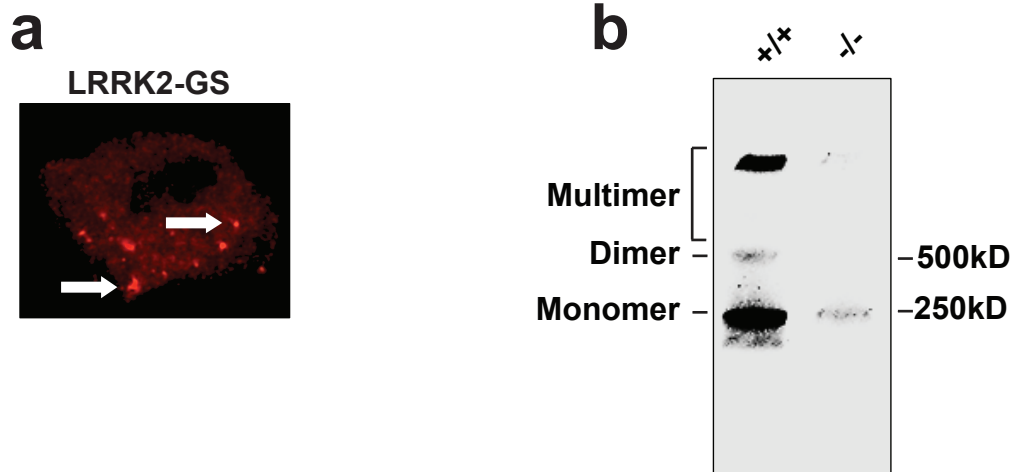 a
LRRK2-GS
b
+/+
-/-
Multimer
Dimer –
–500kD
Monomer –
–250kD